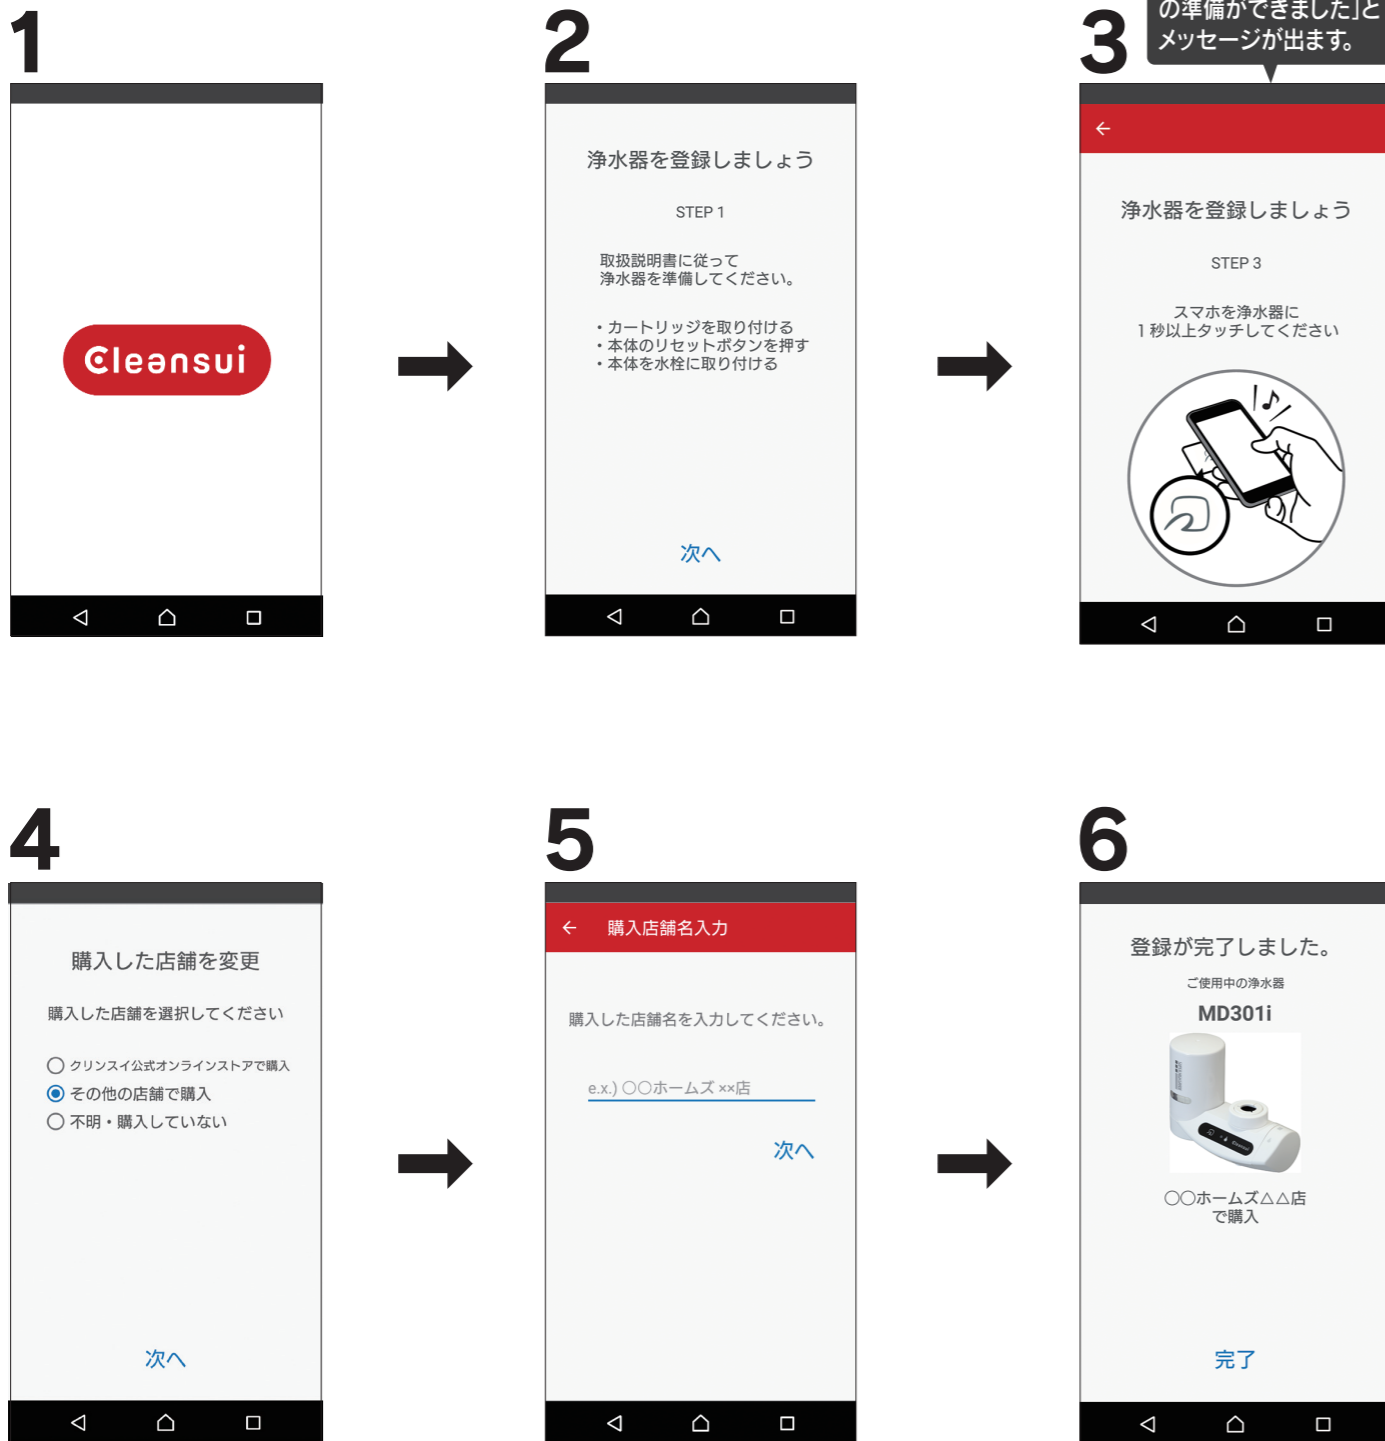 1
2
3
の準備ができました」と
メッセージが出ます。
Cleansui
浄水器を登録しましょう
STEP 1
取扱説明書に従って
浄水器を準備してください。
・カートリッジを取り付ける
・本体のリセットボタンを押す
・本体を水栓に取り付ける
次へ
浄水器を登録しましょう
STEP 3
スマホを浄水器に
1秒以上タッチしてください
4
5
6
購入した店舗を変更
購入した店舗を選択してください
クリンスイ公式オンラインストアで購入
その他の店舗で購入
不明・購入していない
次へ
購入店舗名入力
購入した店舗名を入力してください。
e.x.) 〇〇ホームズ ××店
次へ
登録が完了しました。
ご使用中の浄水器
MD301i
Cleansui
〇〇ホームズ△△店
で購入
完了